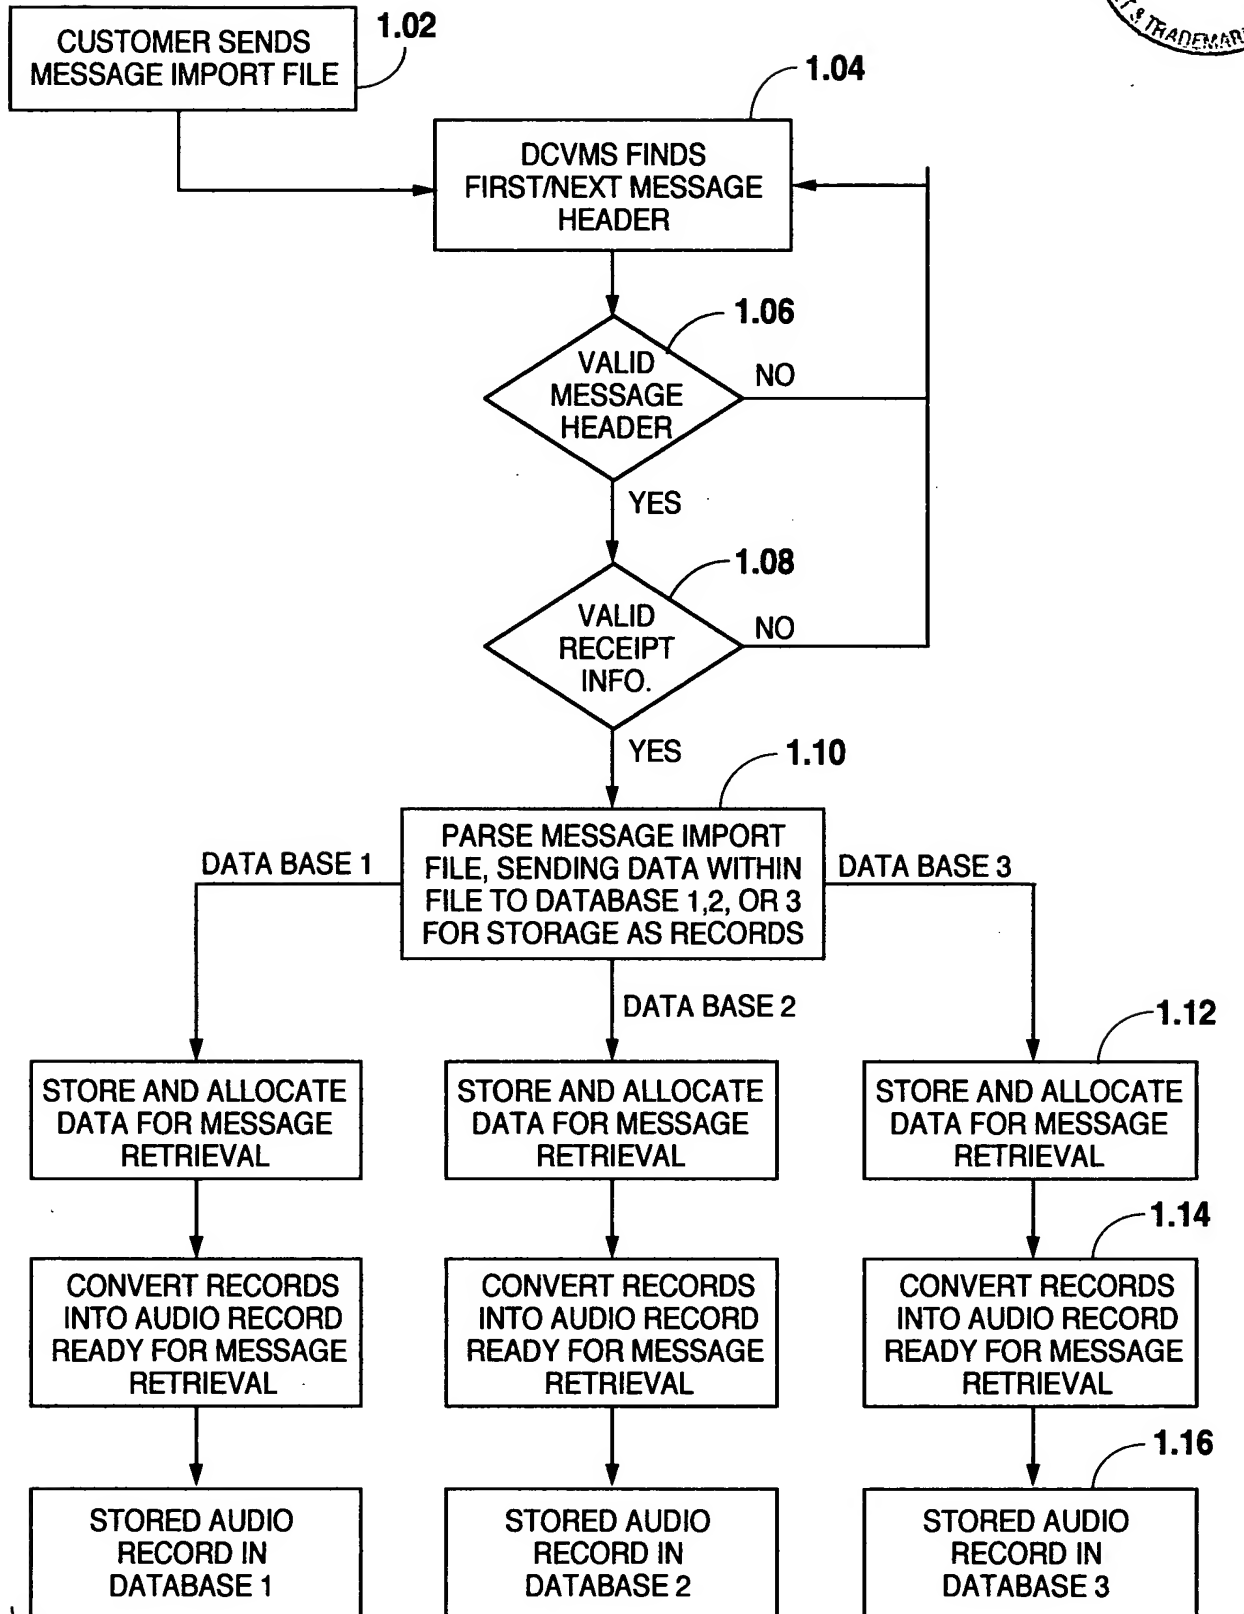 CUSTOMER SENDS
MESSAGE IMPORT FILE
1.02
1.04
DCVMS FINDS
FIRST/NEXT MESSAGE
HEADER
1.06
VALID
MESSAGE
HEADER
NO
YES
1.08
VALID
RECEIPT
INFO.
NO
YES
1.10
PARSE MESSAGE IMPORT
FILE, SENDING DATA WITHIN
FILE TO DATABASE 1,2, OR 3
FOR STORAGE AS RECORDS
DATA BASE 1
DATA BASE 3
DATA BASE 2
1.12
STORE AND ALLOCATE
DATA FOR MESSAGE
RETRIEVAL
STORE AND ALLOCATE
DATA FOR MESSAGE
RETRIEVAL
STORE AND ALLOCATE
DATA FOR MESSAGE
RETRIEVAL
1.14
CONVERT RECORDS
INTO AUDIO RECORD
READY FOR MESSAGE
RETRIEVAL
CONVERT RECORDS
INTO AUDIO RECORD
READY FOR MESSAGE
RETRIEVAL
CONVERT RECORDS
INTO AUDIO RECORD
READY FOR MESSAGE
RETRIEVAL
1.16
STORED AUDIO
RECORD IN
DATABASE 1
STORED AUDIO
RECORD IN
DATABASE 2
STORED AUDIO
RECORD IN
DATABASE 3